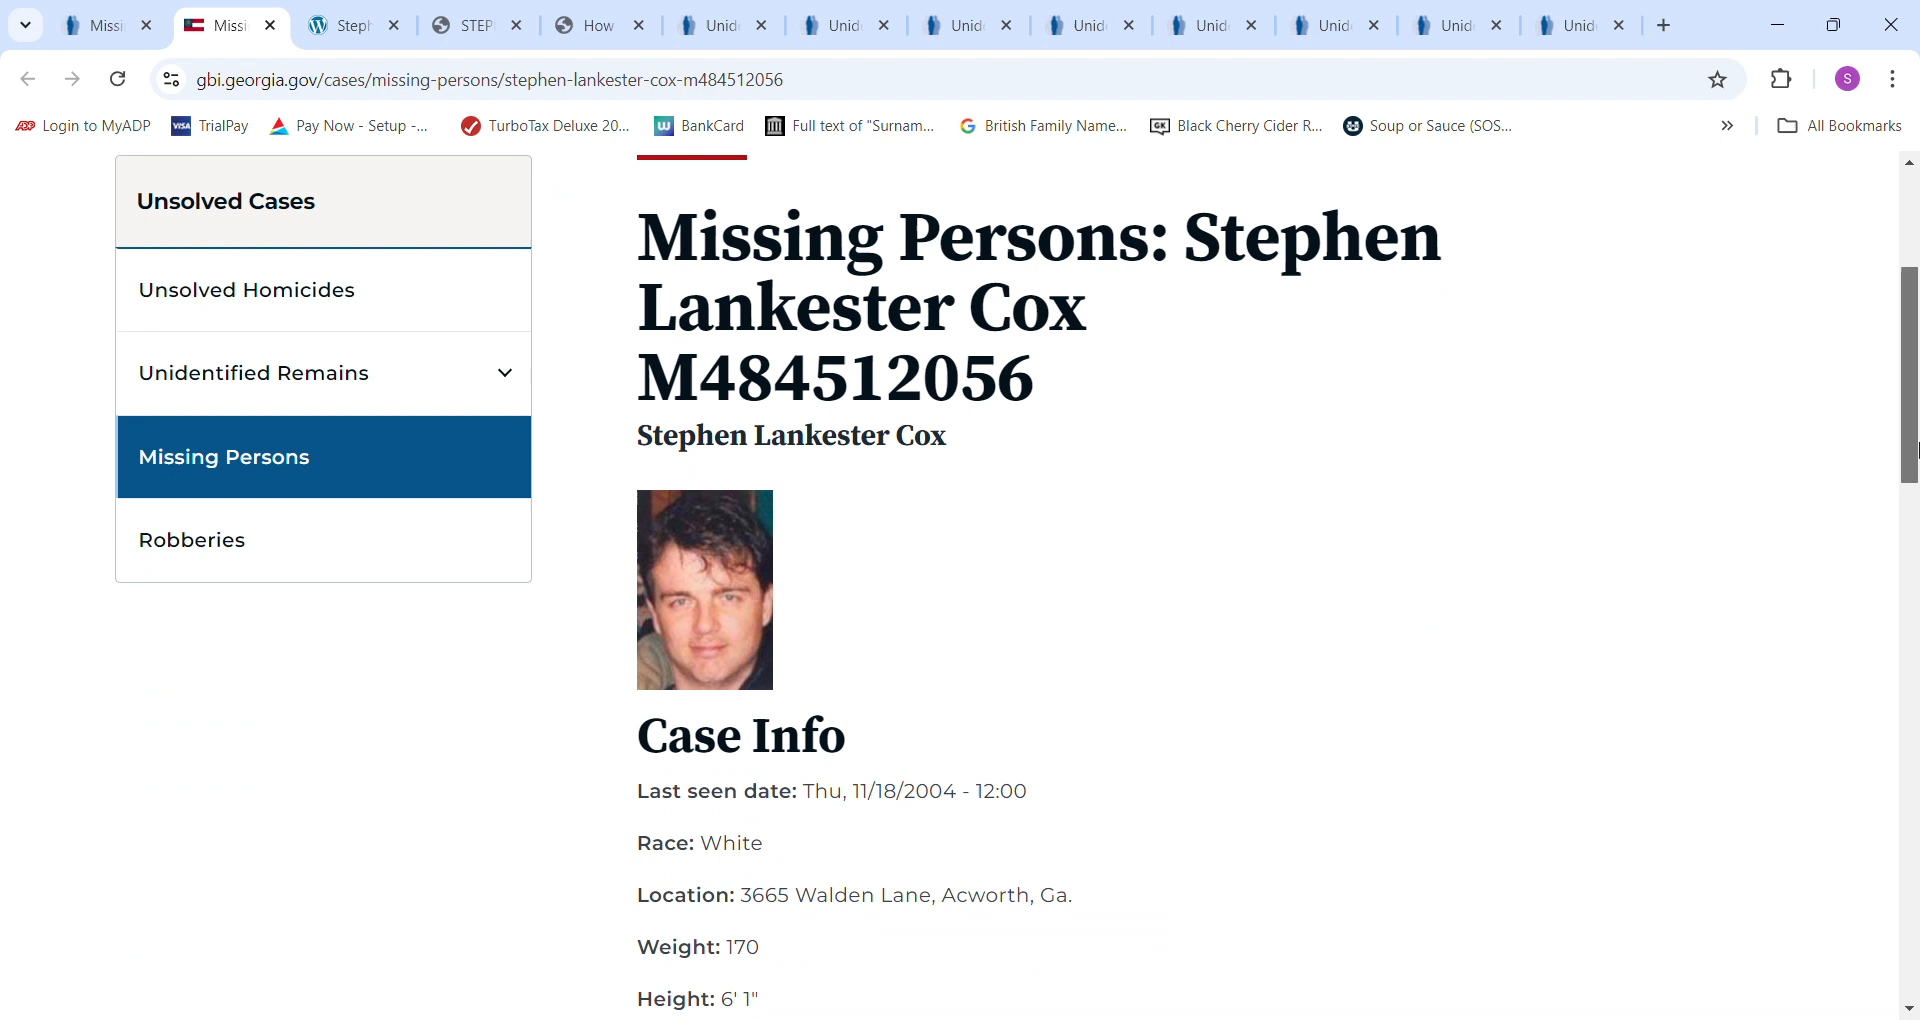 Missi
Missi
Steph
STEP
How
Unid
Unid
Unid
Unid
Unid
Unid
Unid
Unid
gbi.georgia.gov/cases/missing-persons/stephen-lankester-cox-m484512056
S
ADP Login to MyADP
VISA TrialPay
Pay Now - Setup -...
TurboTax Deluxe 20...
W BankCard
Full text of "Surnam...
G British Family Name...
GK Black Cherry Cider R...
Soup or Sauce (SOS...
»
All Bookmarks
Unsolved Cases
Unsolved Homicides
Unidentified Remains
Missing Persons
Robberies
Missing Persons: Stephen
Lankester Cox
M484512056
Stephen Lankester Cox
Case Info
Last seen date: Thu, 11/18/2004 - 12:00
Race: White
Location: 3665 Walden Lane, Acworth, Ga.
Weight: 170
Height: 6' 1"